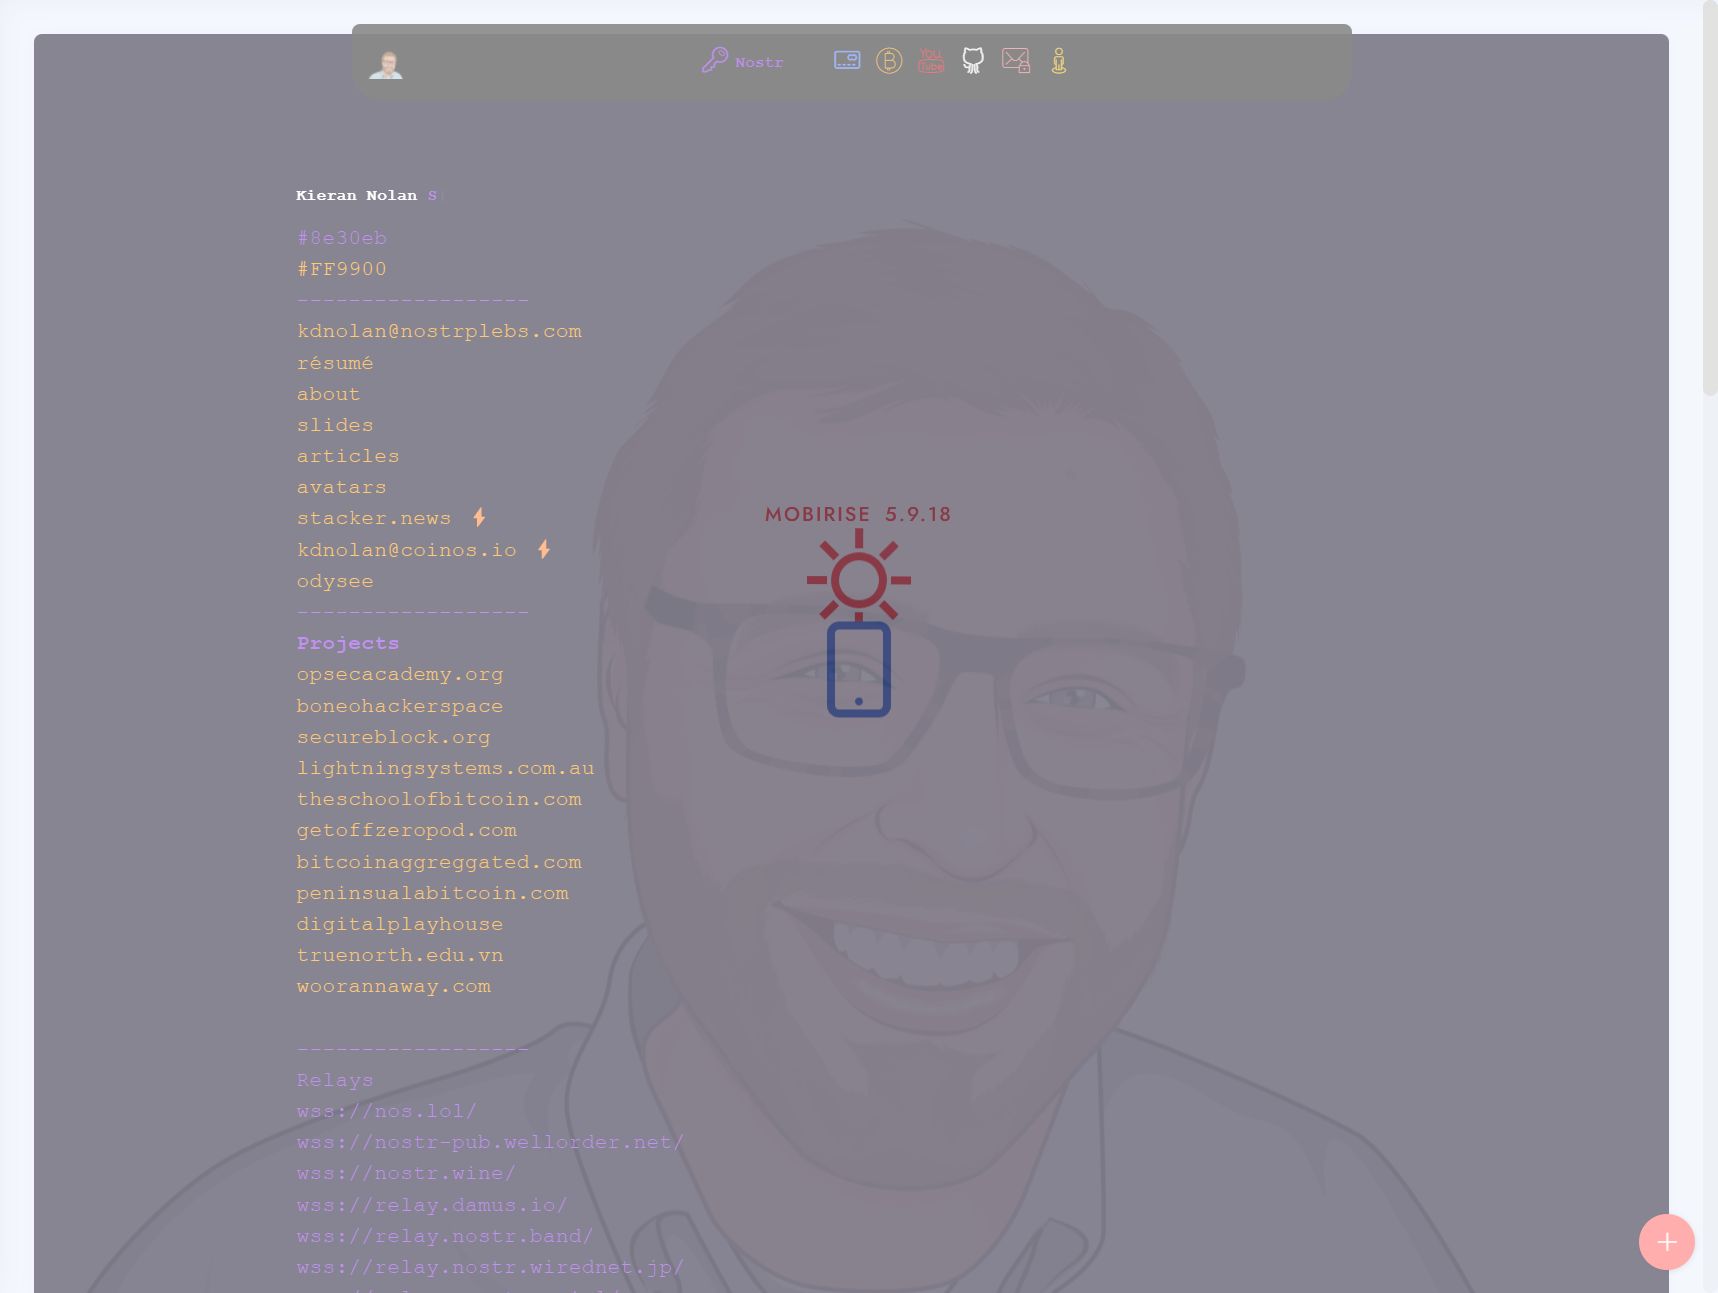 Nostr
You
Tube
Kieran Nolan S
#8e30eb
#FF9900
------------------
kdnolan@nostrplebs.com
résumé
about
slides
articles
avatars
stacker.news
kdnolan@coinos.io
odysee
------------------
Projects
opsecacademy.org
boneohackerspace
secureblock.org
lightningsystems.com.au
theschoolofbitcoin.com
getoffzeropod.com
bitcoinaggreggated.com
peninsualabitcoin.com
digitalplayhouse
truenorth.edu.vn
woorannaway.com
------------------
Relays
wss://nos.lol/
wss://nostr-pub.wellorder.net/
wss://nostr.wine/
wss://relay.damus.io/
wss://relay.nostr.band/
wss://relay.nostr.wirednet.jp/
MOBIRISE 5.9.18